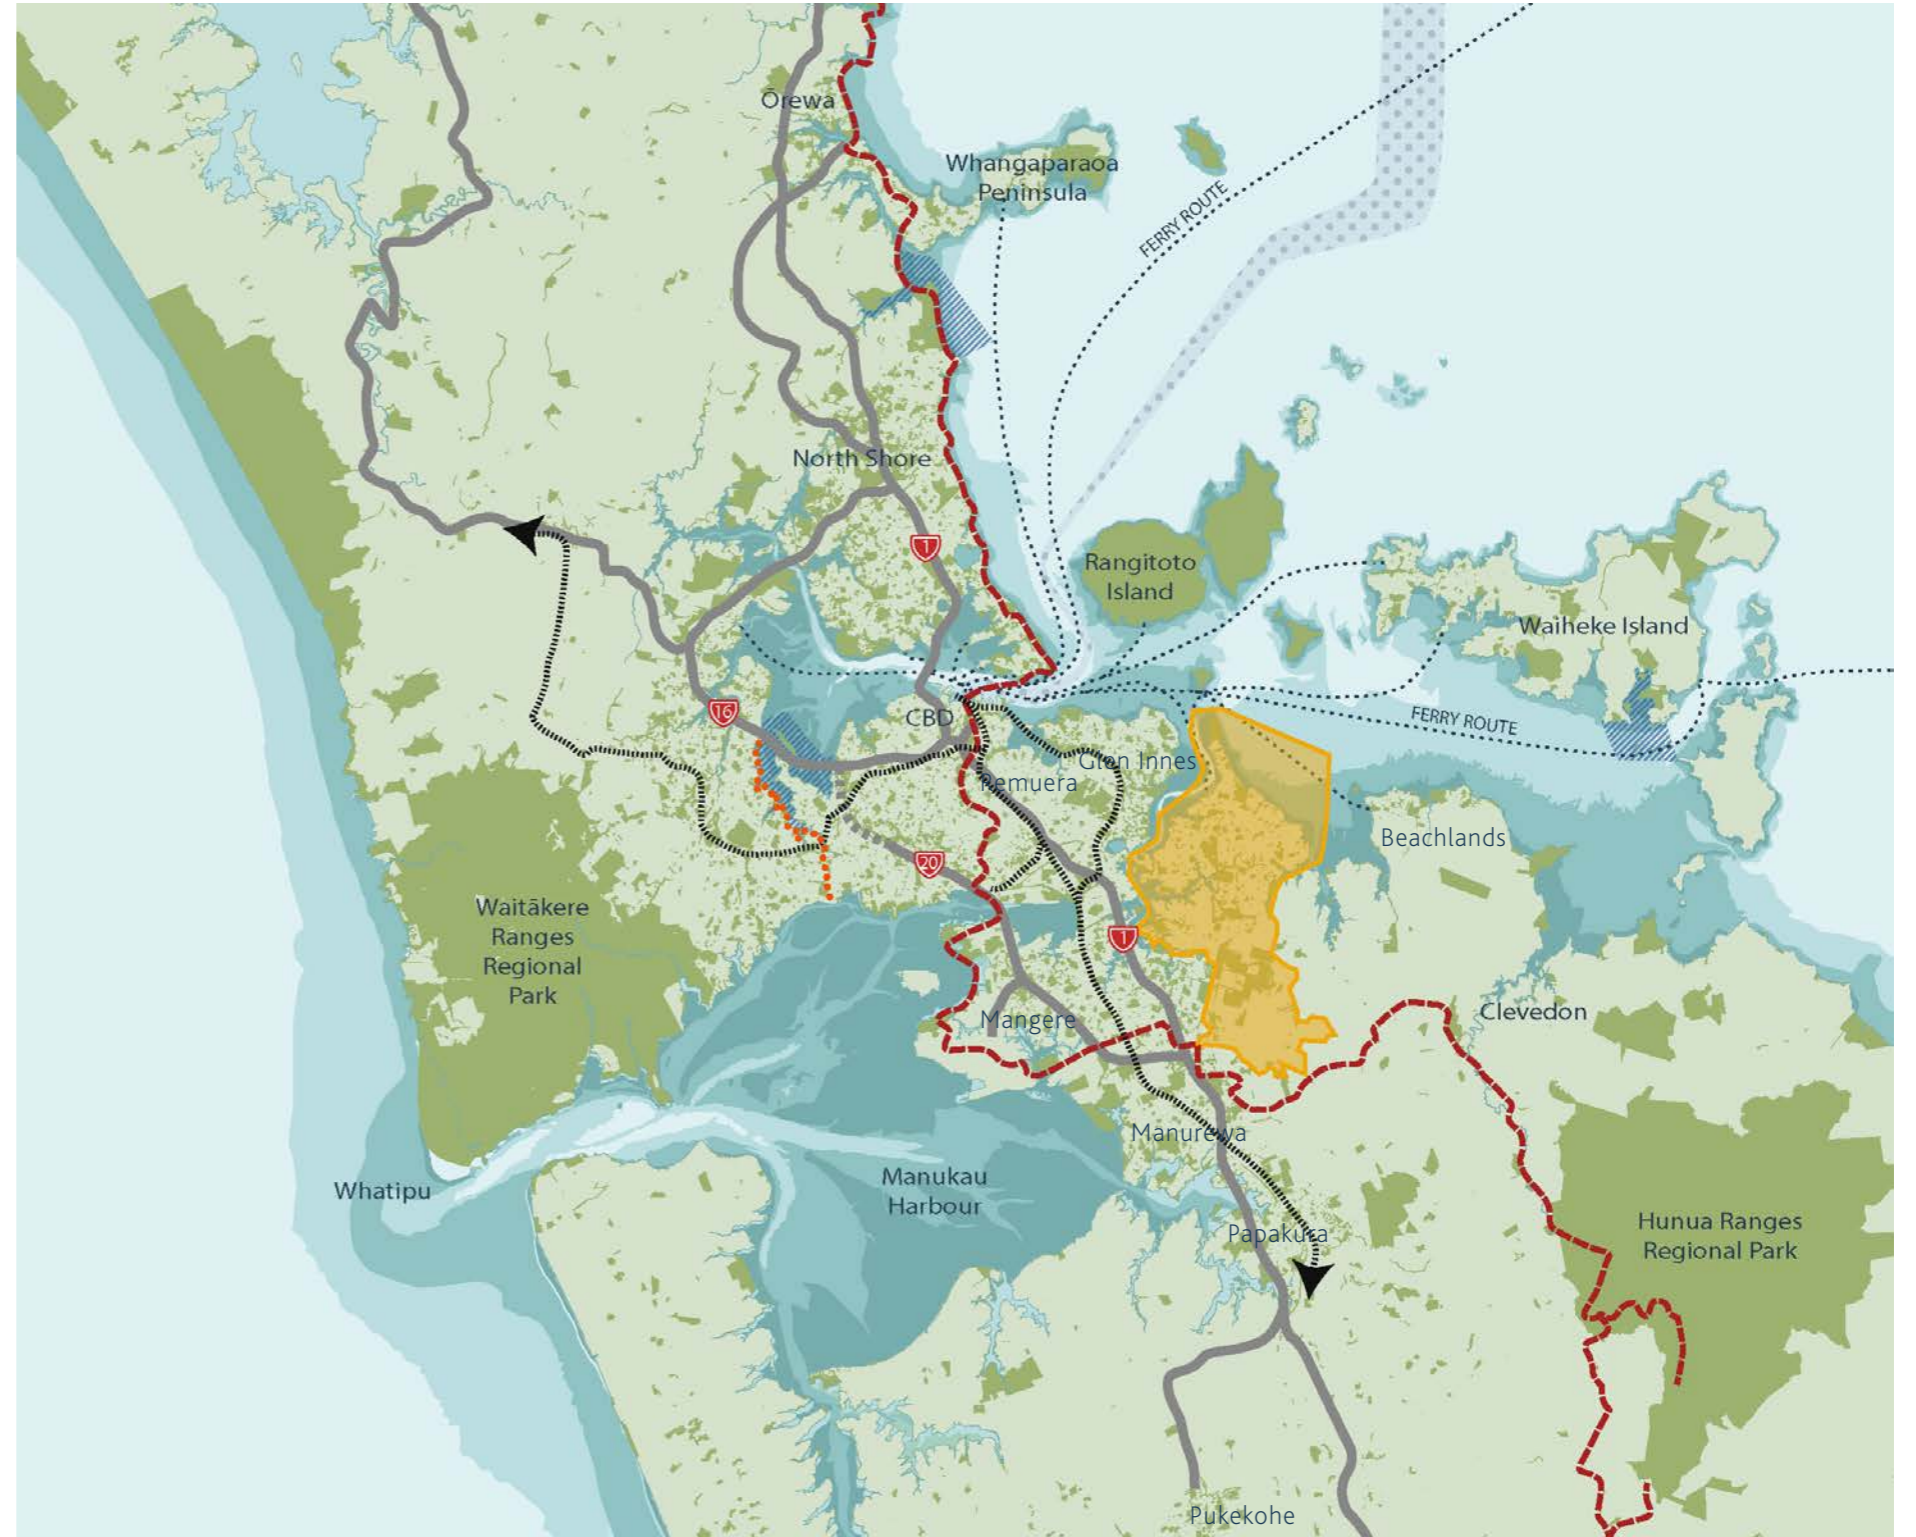 Ōrewa
Whangaparaoa
Peninsula
FERRY ROUTE
North Shore
1
Rangitoto
Island
Waiheke Island
16
CBD
FERRY ROUTE
Glen Innes
Remuera
Beachlands
20
Waitākere
Ranges
Regional
Park
1
Clevedon
Mangere
Manurewa
Whatipu
Manukau
Harbour
Papakura
Hunua Ranges
Regional Park
Pukekohe